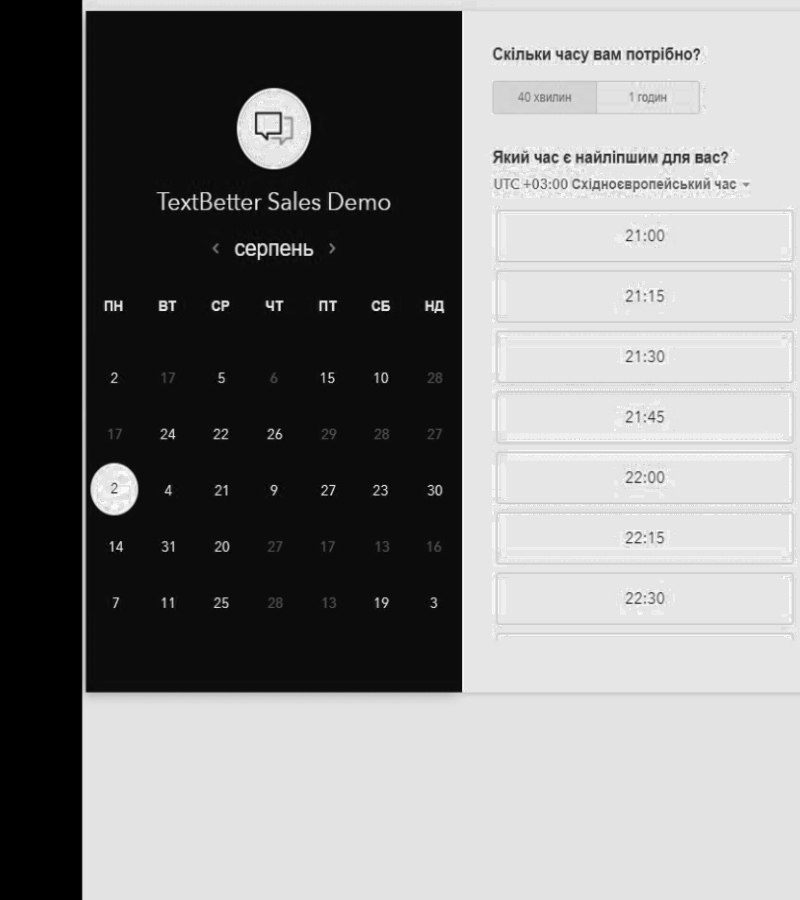 TextBetter Sales Demo
серпень
ПН ВТ СР ЧТ ПТ СБ НД
2 17 5 6 15 10 28
17 24 22 26 29 28 27
2 4 21 9 27 23 30
14 31 20 27 17 13 16
7 11 25 28 13 19 3
Скільки часу вам потрібно?
40 хвилин 1 годин
Який час є найліпшим для вас?
UTC +03:00 Східноєвропейський час
21:00
21:15
21:30
21:45
22:00
22:15
22:30